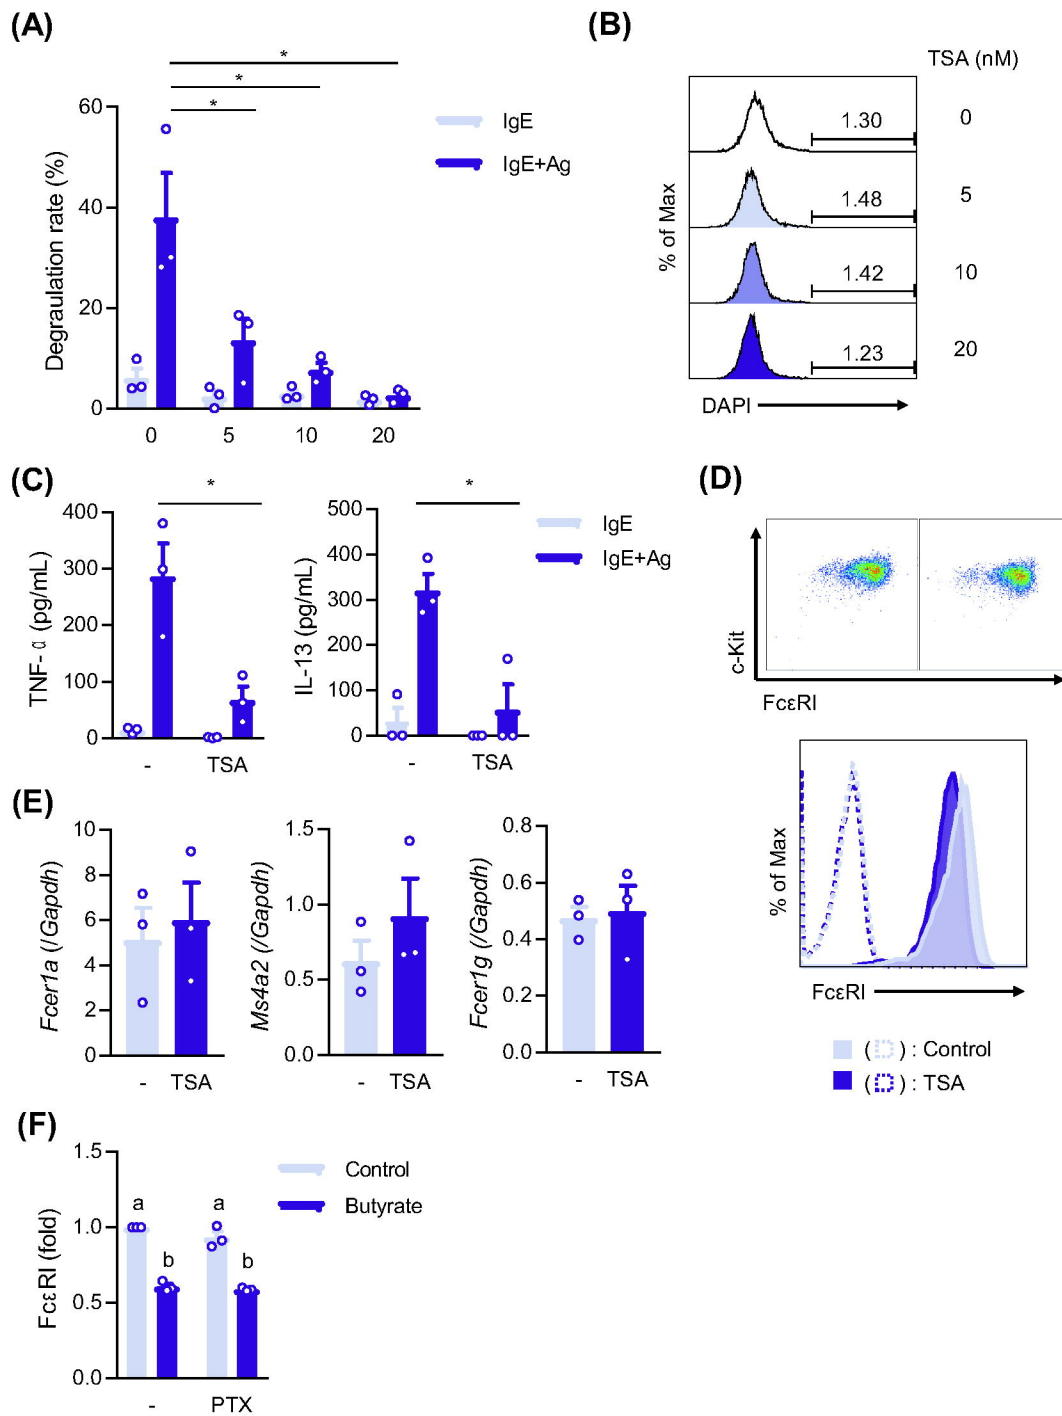 (A)
*
*
*
Degraulation rate (%)
60
40
20
0
0 5 10 20
IgE
IgE+Ag
(B)
TSA (nM)
% of Max
1.30 0
1.48 5
1.42 10
1.23 20
DAPI
(C)
*
TNF-α (pg/mL)
400
300
200
100
0
- TSA
*
IL-13 (pg/mL)
500
400
300
200
100
0
- TSA
IgE
IgE+Ag
(D)
c-Kit
FcεRI
% of Max
FcεRI
( ) : Control
( ) : TSA
(E)
Fcer1a (/Gapdh)
10
8
6
4
2
0
- TSA
Ms4a2 (/Gapdh)
1.5
1.0
0.5
0.0
- TSA
Fcer1g (/Gapdh)
0.8
0.6
0.4
0.2
0.0
- TSA
(F)
FcεRI (fold)
1.5
1.0
0.5
0.0
a
b
a
b
- PTX
Control
Butyrate